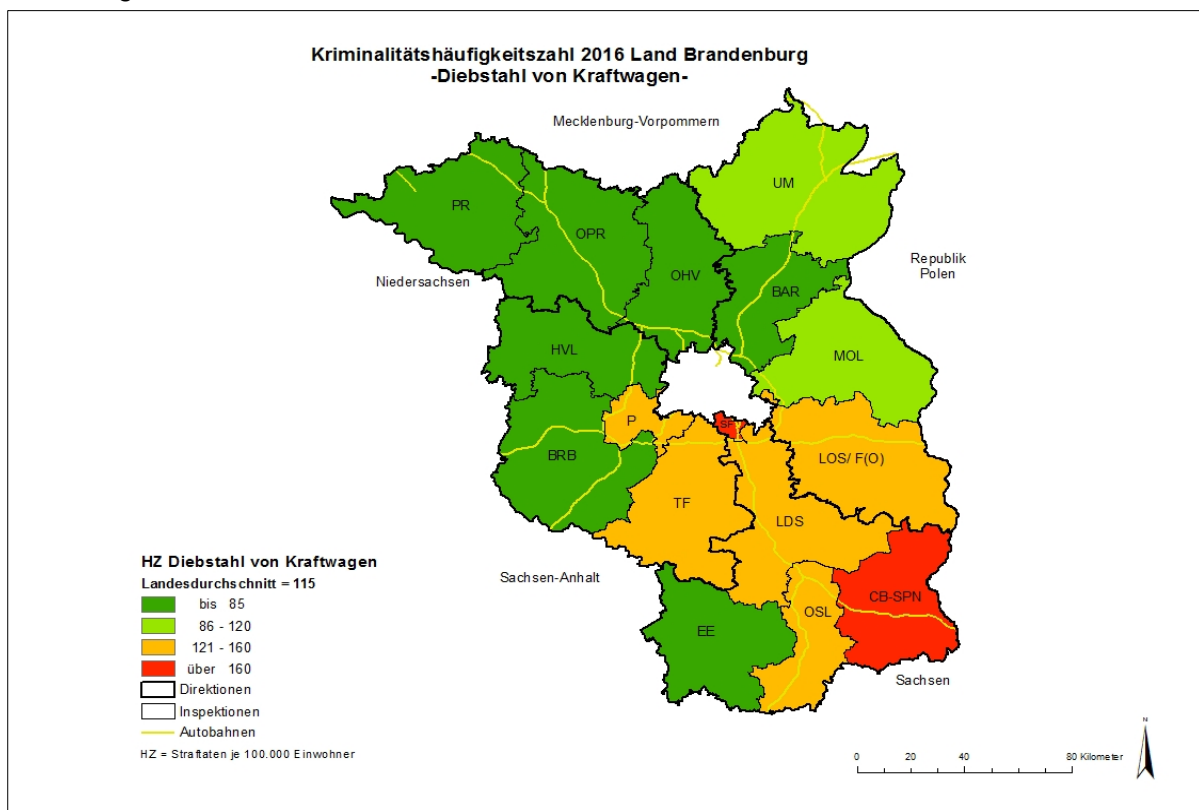 Kriminalitätshäufigkeitszahl 2016 Land Brandenburg
-Diebstahl von Kraftwagen-
Mecklenburg-Vorpommern
UM
PR
OPR
Republik
Polen
OHV
Niedersachsen
BAR
HVL
MOL
P
SF
BRB
LOS/ F(O)
TF
LDS
HZ Diebstahl von Kraftwagen
Landesdurchschnitt = 115
Sachsen-Anhalt
bis 85
CB-SPN
86 - 120
OSL
121 - 160
EE
über 160
Sachsen
Direktionen
Inspektionen
Autobahnen
HZ = Straftaten je 100.000 Einwohner
N
0 20 40 80 Kilometer